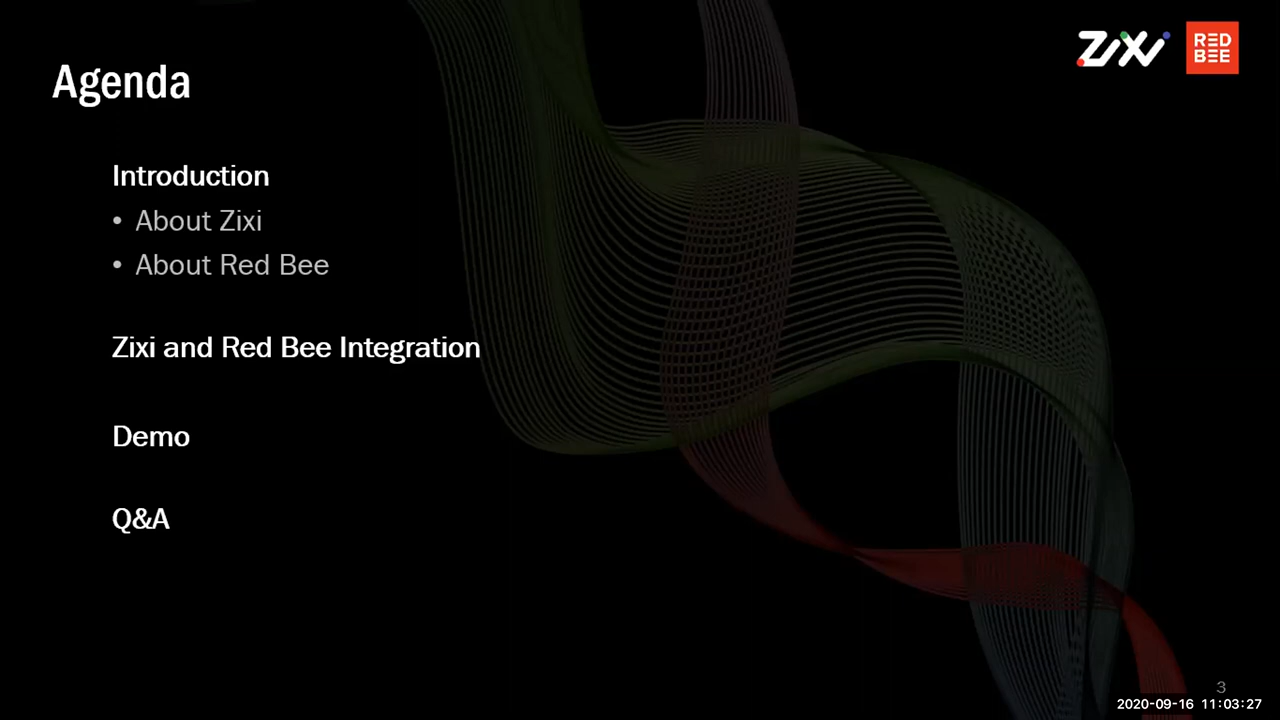 Zixi
RED
BEE
Agenda
Introduction
• About Zixi
• About Red Bee
Zixi and Red Bee Integration
Demo
Q&A
3
2020-09-16 11:03:27